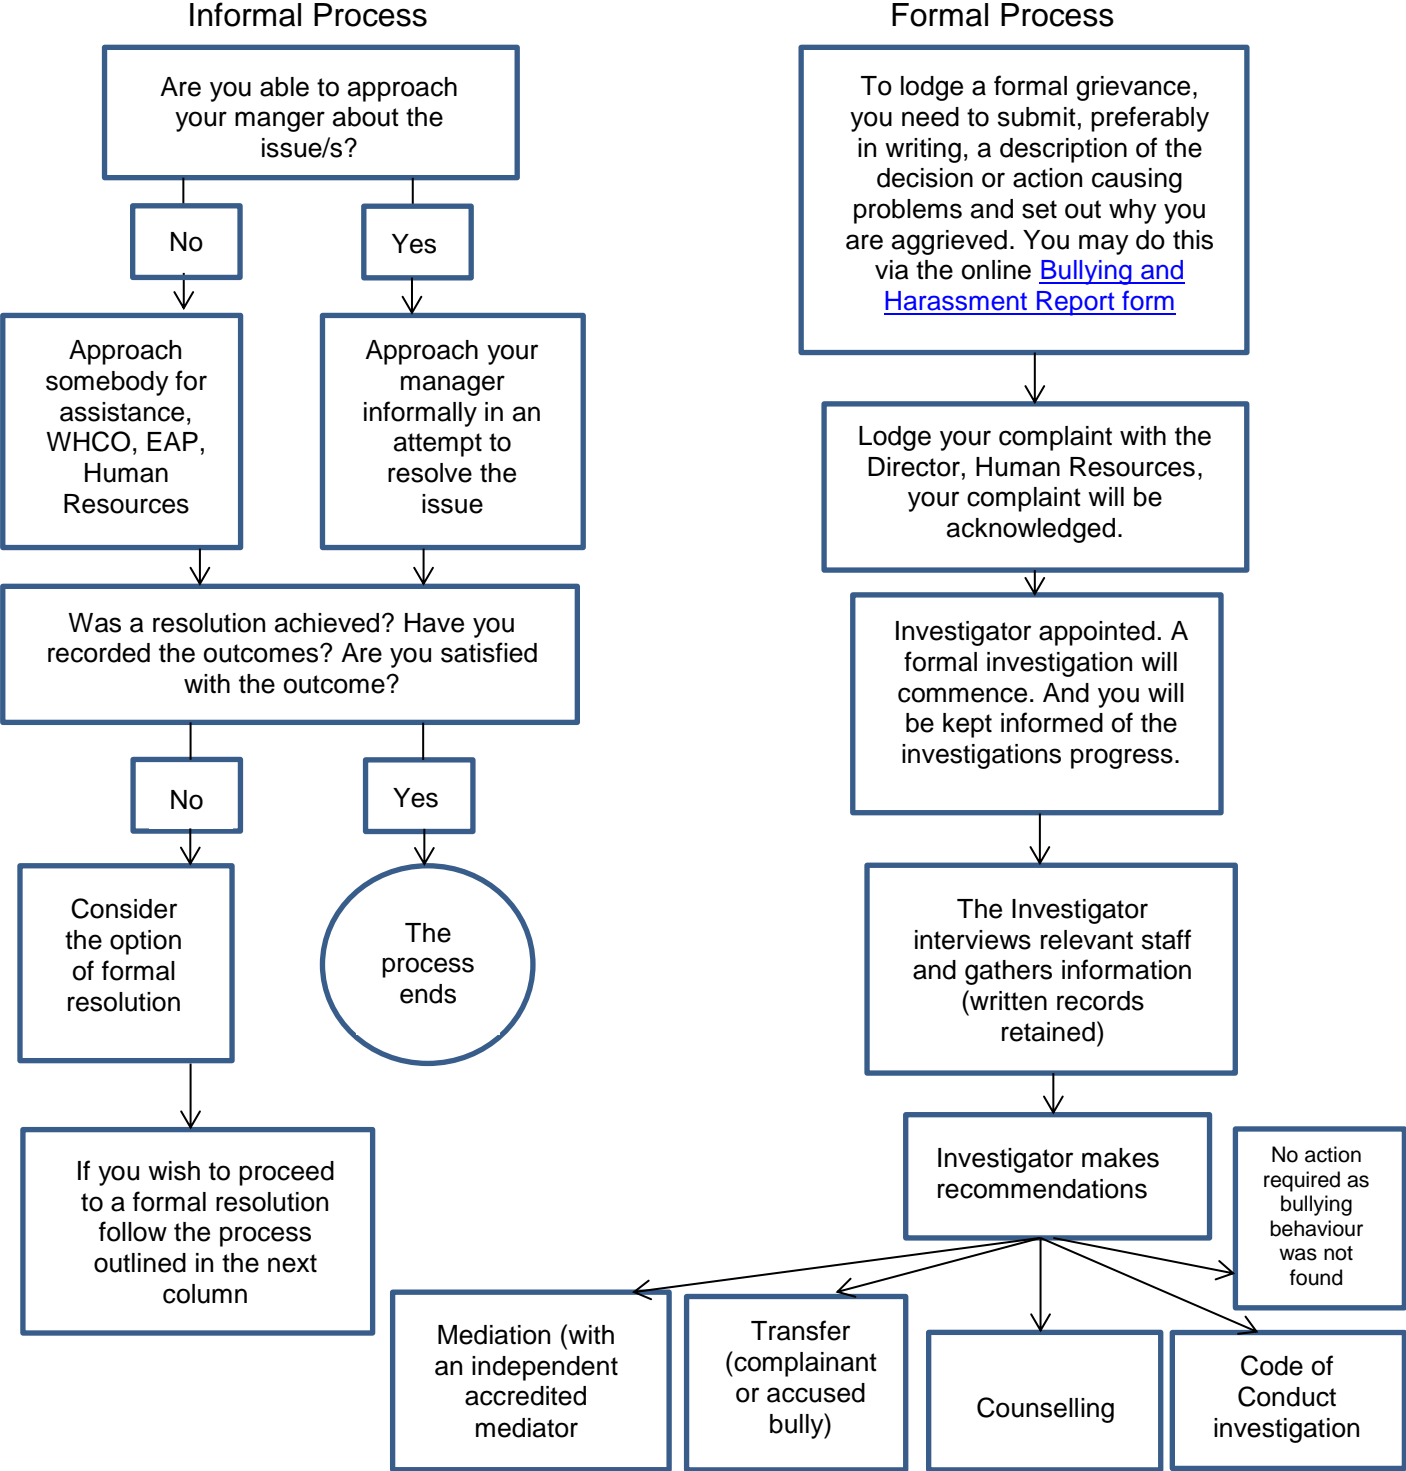 Informal Process
Are you able to approach
your manger about the
issue/s?
No
Yes
Approach
somebody for
assistance,
WHCO, EAP,
Human
Resources
Approach your
manager
informally in an
attempt to
resolve the
issue
Was a resolution achieved? Have you
recorded the outcomes? Are you satisfied
with the outcome?
No
Yes
Consider
the option
of formal
resolution
The
process
ends
If you wish to proceed
to a formal resolution
follow the process
outlined in the next
column
Formal Process
To lodge a formal grievance,
you need to submit, preferably
in writing, a description of the
decision or action causing
problems and set out why you
are aggrieved. You may do this
via the online Bullying and
Harassment Report form
Lodge your complaint with the
Director, Human Resources,
your complaint will be
acknowledged.
Investigator appointed. A
formal investigation will
commence. And you will
be kept informed of the
investigations progress.
The Investigator
interviews relevant staff
and gathers information
(written records
retained)
Investigator makes
recommendations
No action
required as
bullying
behaviour
was not
found
Mediation (with
an independent
accredited
mediator
Transfer
(complainant
or accused
bully)
Counselling
Code of
Conduct
investigation